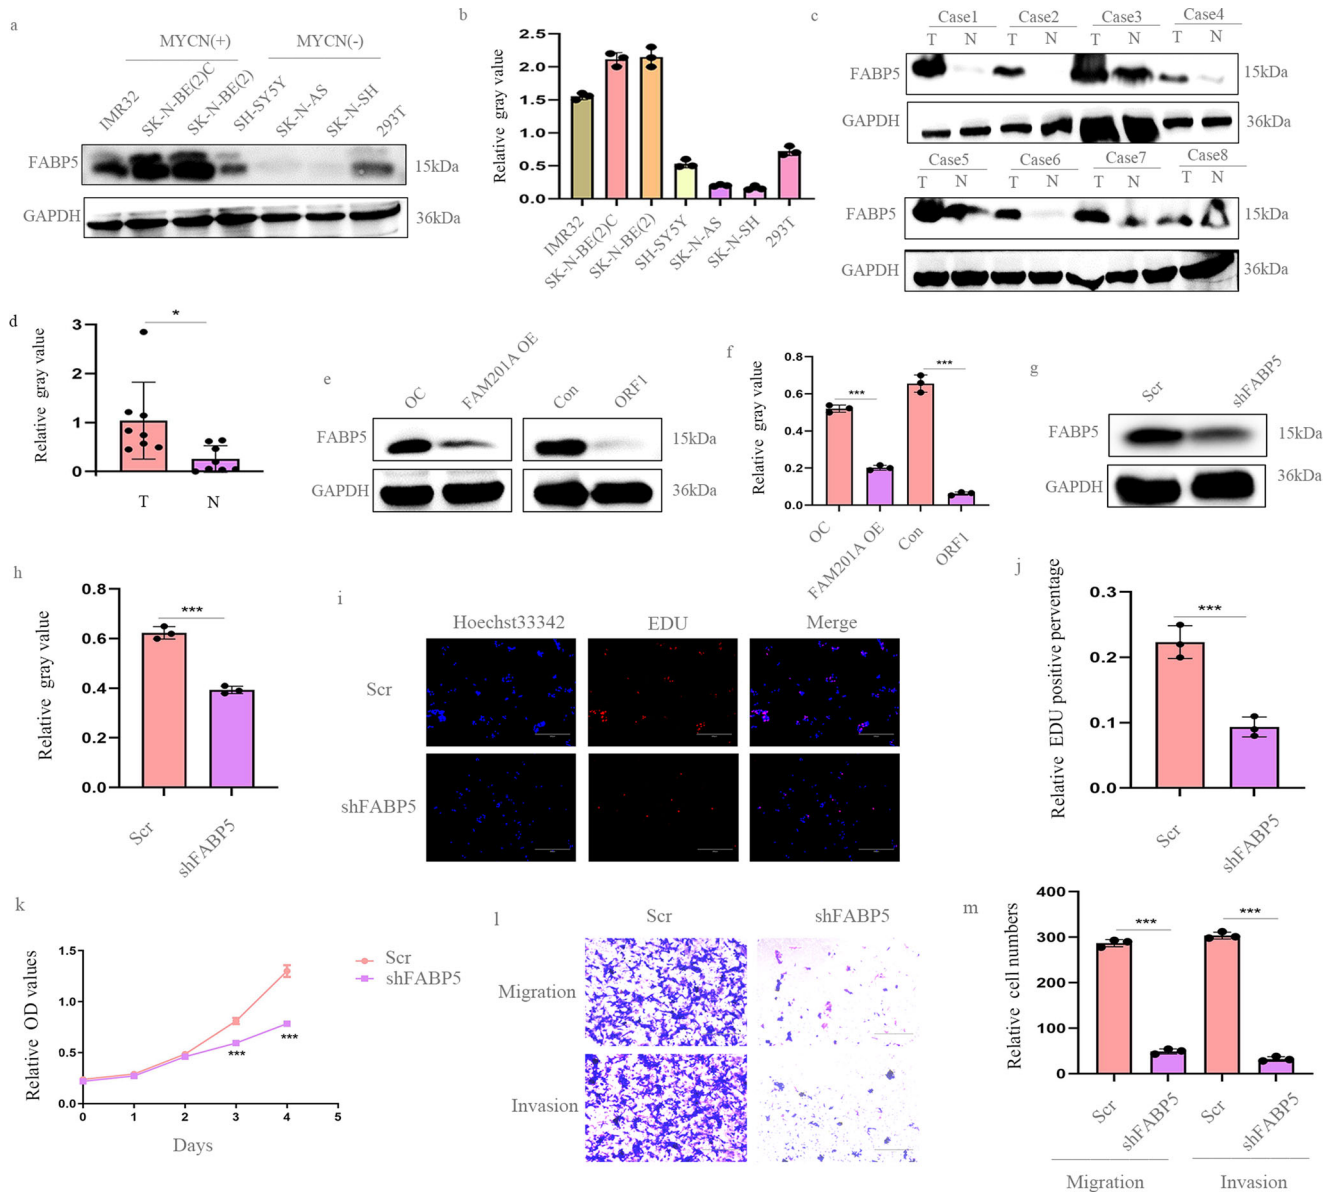 a
MYCN(+)
MYCN(-)
IMR32
SK-N-BE(2)C
SK-N-BE(2)
SH-SY5Y
SK-N-AS
SK-N-SH
293T
FABP5
15kDa
GAPDH
36kDa
b
Relative gray value
2.5
2.0
1.5
1.0
0.5
0.0
IMR32
SK-N-BE(2)C
SK-N-BE(2)
SH-SY5Y
SK-N-AS
SK-N-SH
293T
c
Case1
Case2
Case3
Case4
T N T N T N T N
FABP5
15kDa
GAPDH
36kDa
Case5
Case6
Case7
Case8
T N T N T N T N
FABP5
15kDa
GAPDH
36kDa
d
Relative gray value
3
2
1
0
*
T
N
e
OC
FAM201A OE
Con
ORF1
FABP5
15kDa
GAPDH
36kDa
f
Relative gray value
0.8
0.6
0.4
0.2
0.0
***
***
OC
FAM201A OE
Con
ORF1
g
Scr
shFABP5
FABP5
15kDa
GAPDH
36kDa
h
Relative gray value
0.8
0.6
0.4
0.2
0.0
***
Scr
shFABP5
i
Hoechst33342
EDU
Merge
Scr
shFABP5
j
Relative EDU positive perventage
0.3
0.2
0.1
0.0
***
Scr
shFABP5
k
Relative OD values
1.5
1.0
0.5
0.0
0 1 2 3 4 5
Days
Scr
shFABP5
***
***
l
Scr
shFABP5
Migration
Invasion
m
Relative cell numbers
400
300
200
100
0
***
***
Scr
shFABP5
Scr
shFABP5
Migration
Invasion